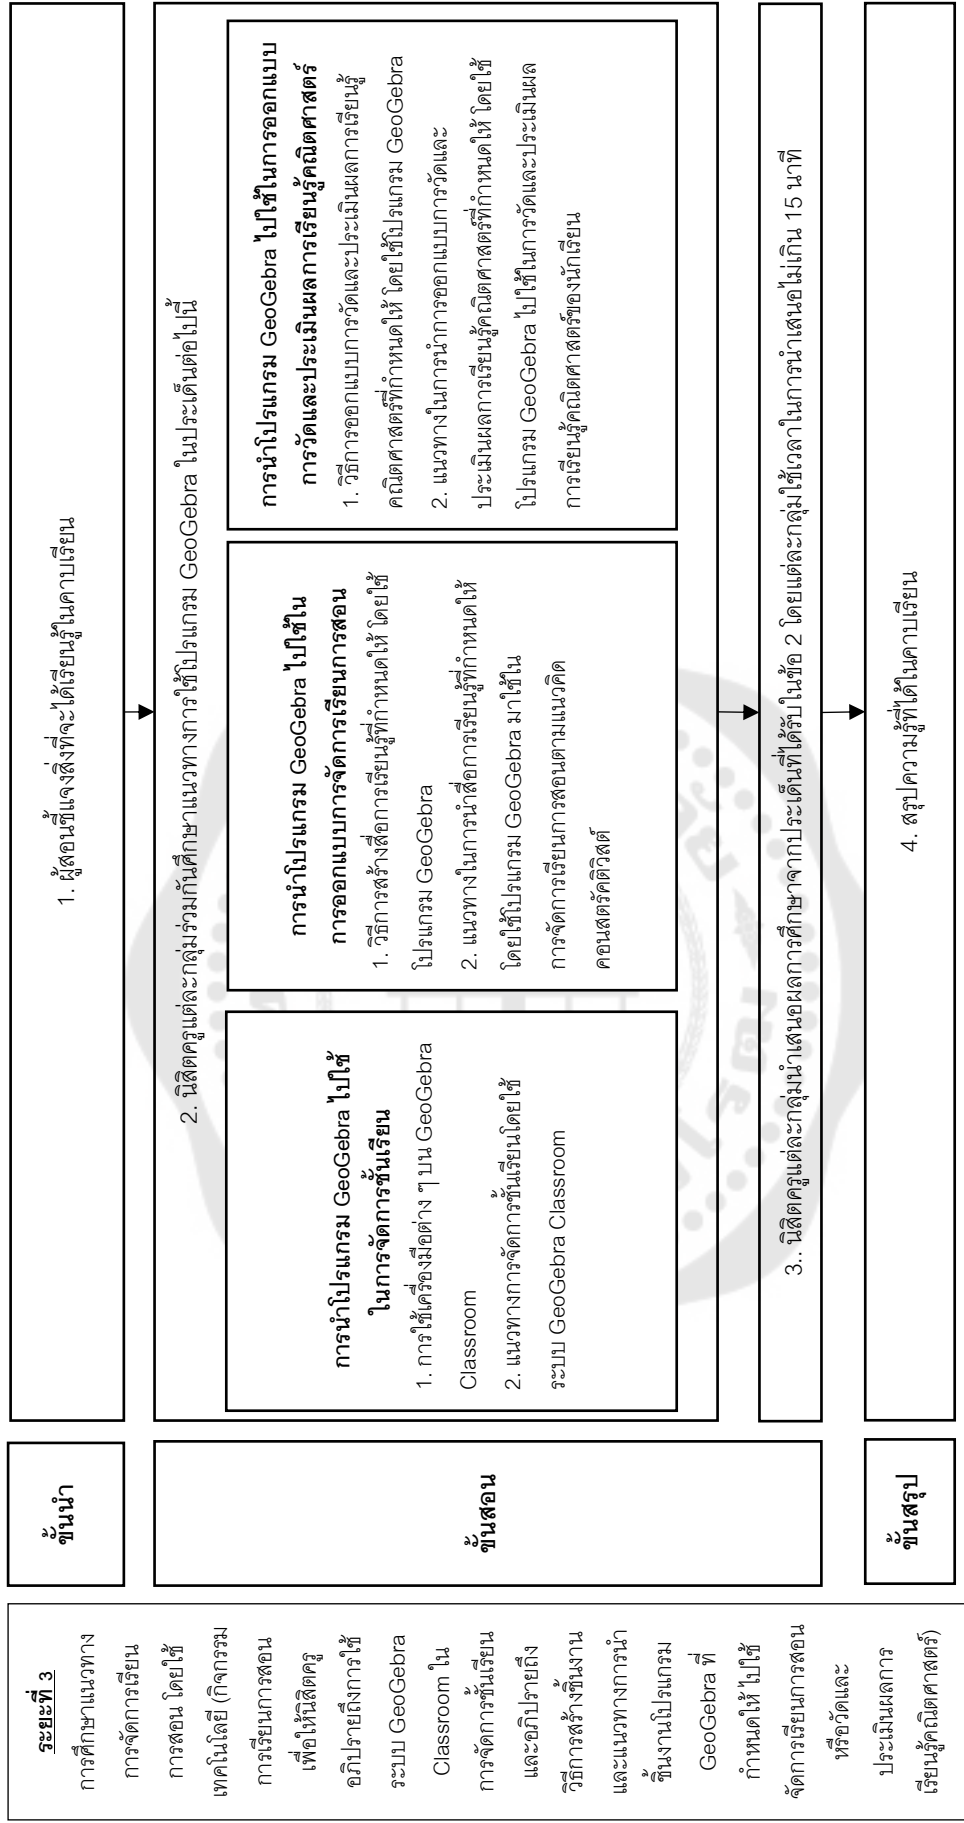 ระยะที่ 3
การศึกษาแนวทาง
การจัดการเรียน
การสอน โดยใช้
เทคโนโลยี (กิจกรรม
การเรียนการสอน
เพื่อให้นิสิตครู
อภิปรายถึงการใช้
ระบบ GeoGebra
Classroom ใน
การจัดการชั้นเรียน
และอภิปรายถึง
วิธีการสร้างชิ้นงาน
และแนวทางการนำ
ชิ้นงานโปรแกรม
GeoGebra ที่
กำหนดให้ ไปใช้
จัดการเรียนการสอน
หรือวัดและ
ประเมินผลการ
เรียนรู้คณิตศาสตร์)
ขั้นนำ
1. ผู้สอนชี้แจงสิ่งที่จะได้เรียนรู้ในคาบเรียน
ขั้นสอน
2. นิสิตครูแต่ละกลุ่มร่วมกันศึกษาแนวทางการใช้โปรแกรม GeoGebra ในประเด็นต่อไปนี้
การนำโปรแกรม GeoGebra ไปใช้
ในการจัดการชั้นเรียน
1. การใช้เครื่องมือต่าง ๆ บน GeoGebra
Classroom
2. แนวทางการจัดการชั้นเรียนโดยใช้
ระบบ GeoGebra Classroom
การนำโปรแกรม GeoGebra ไปใช้ใน
การออกแบบการจัดการเรียนการสอน
1. วิธีการสร้างสื่อการเรียนรู้ที่กำหนดให้ โดยใช้
โปรแกรม GeoGebra
2. แนวทางในการนำสื่อการเรียนรู้ที่กำหนดให้
โดยใช้โปรแกรม GeoGebra มาใช้ใน
การจัดการเรียนการสอนตามแนวคิด
คอนสตรัคติวิสต์
การนำโปรแกรม GeoGebra ไปใช้ในการออกแบบ
การวัดและประเมินผลการเรียนรู้คณิตศาสตร์
1. วิธีการออกแบบการวัดและประเมินผลการเรียนรู้
คณิตศาสตร์ที่กำหนดให้ โดยใช้โปรแกรม GeoGebra
2. แนวทางในการนำการออกแบบการวัดและ
ประเมินผลการเรียนรู้คณิตศาสตร์ที่กำหนดให้ โดยใช้
โปรแกรม GeoGebra ไปใช้ในการวัดและประเมินผล
การเรียนรู้คณิตศาสตร์ของนักเรียน
3.. นิสิตครูแต่ละกลุ่มนำเสนอผลการศึกษาจากประเด็นที่ได้รับในข้อ 2 โดยแต่ละกลุ่มใช้เวลาในการนำเสนอไม่เกิน 15 นาที
ขั้นสรุป
4. สรุปความรู้ที่ได้ในคาบเรียน